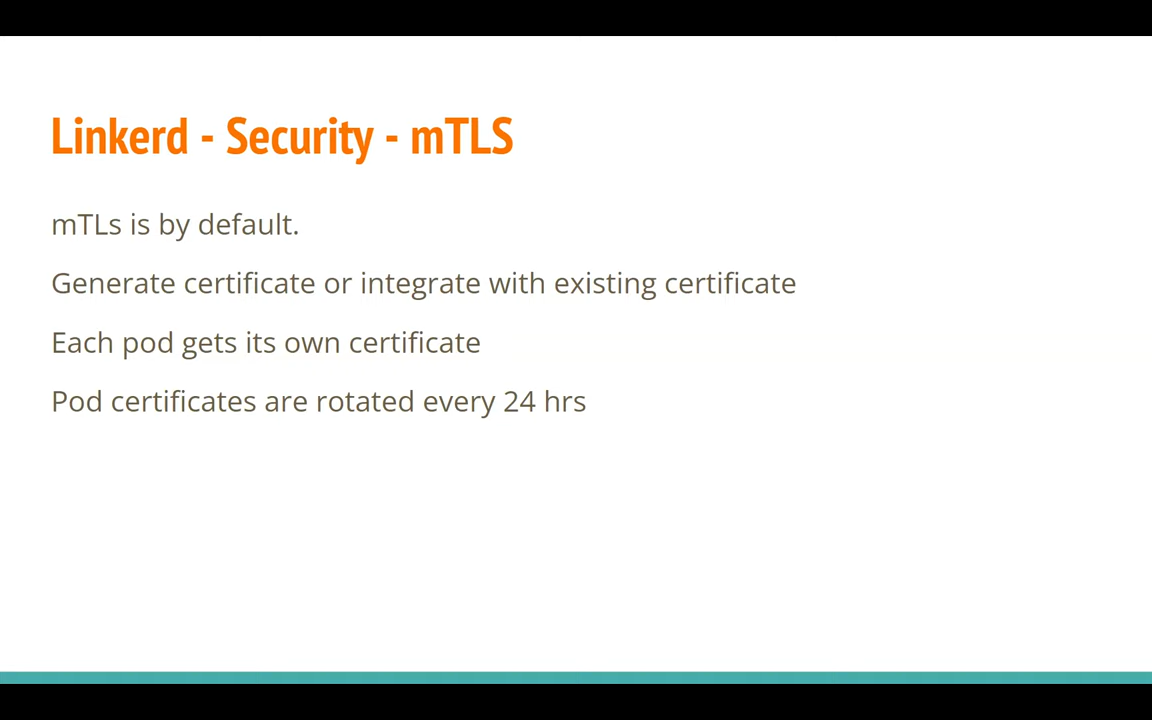 Linkerd - Security - mTLS
mTLs is by default.
Generate certificate or integrate with existing certificate
Each pod gets its own certificate
Pod certificates are rotated every 24 hrs